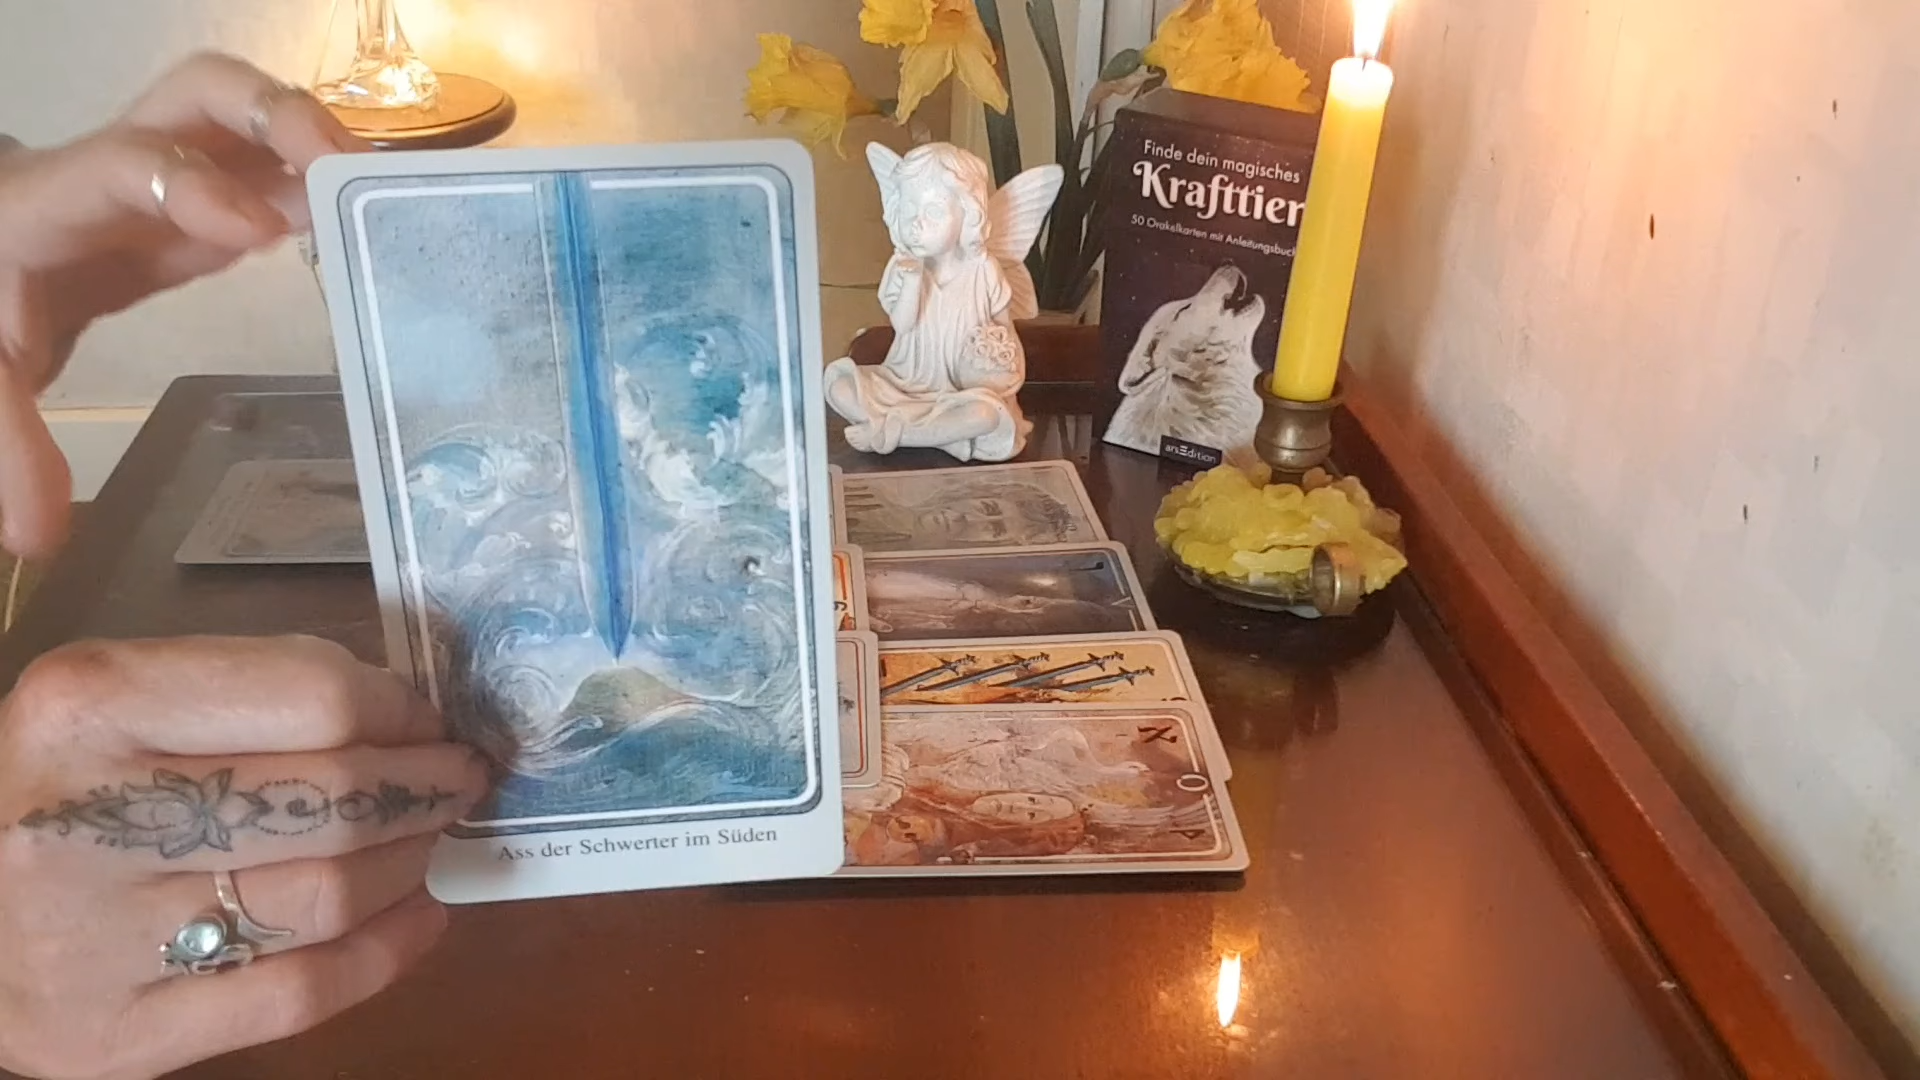 Finde dein magisches
Krafttier
50 Orakelkarten mit Anleitungsbuch
arsEdition
Ass der Schwerter im Süden